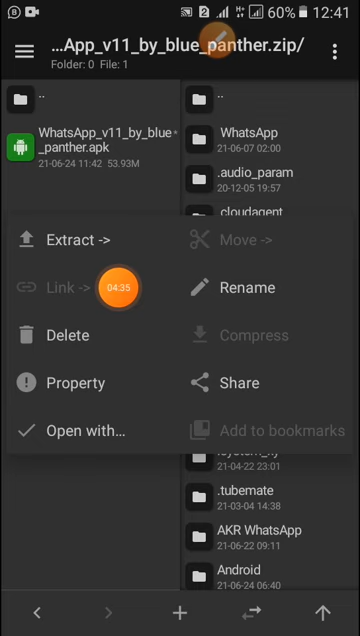 60% 12:41
...App_v11_by_blue_panther.zip/
Folder: 0 File: 1
..
WhatsApp_v11_by_blue*
_panther.apk
21-06-24 11:42 53.93M
..
WhatsApp
21-06-07 02:00
.audio_param
20-12-05 19:57
.cloudagent
Extract ->
Move ->
Link ->
04:35
Rename
Delete
Compress
Property
Share
Open with...
Add to bookmarks
21-04-22 23:01
.tubemate
21-03-04 14:38
AKR WhatsApp
21-06-22 09:11
Android
21-06-24 06:40